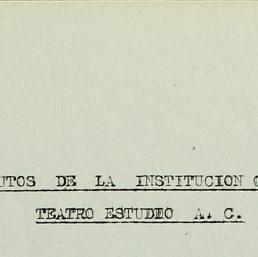 UTOS DE LA INSTITUCION
TEATRO ESTUDIO A. C.